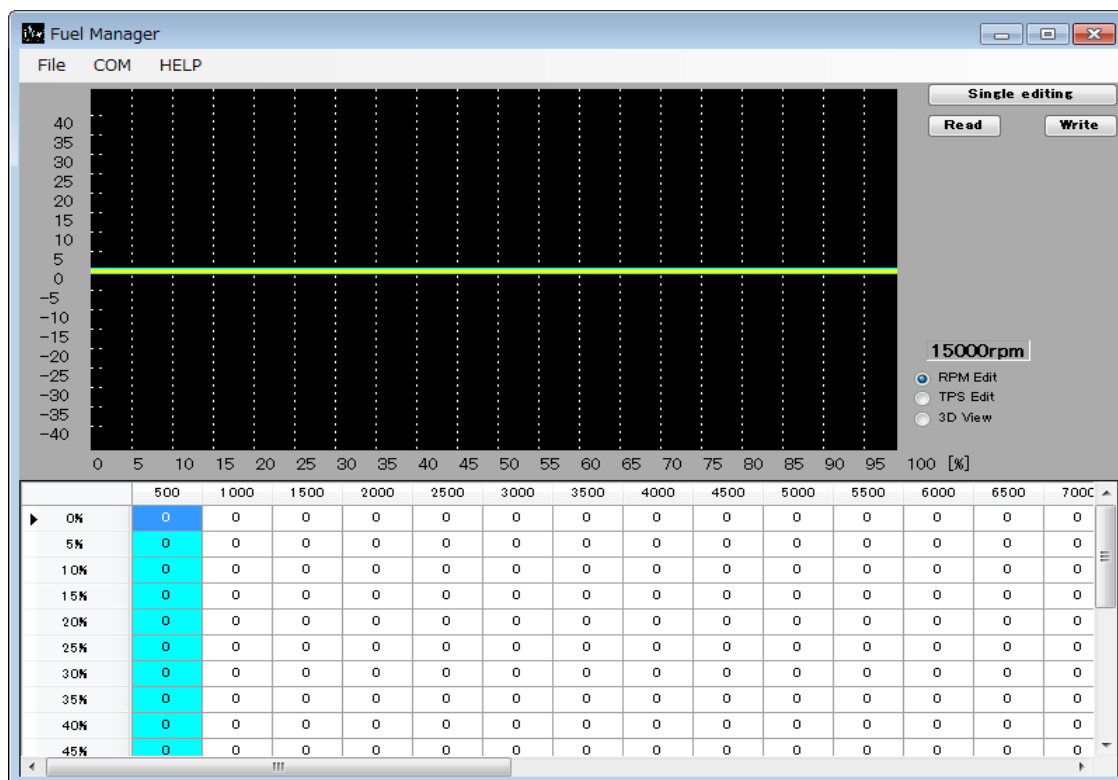 Fuel Manager
File COM HELP
Single editing
Read Write
40
35
30
25
20
15
10
5
0
-5
-10
-15
-20
-25
-30
-35
-40
15000rpm
RPM Edit
TPS Edit
3D View
0 5 10 15 20 25 30 35 40 45 50 55 60 65 70 75 80 85 90 95 100 [%]
500 1000 1500 2000 2500 3000 3500 4000 4500 5000 5500 6000 6500 7000
0% 0 0 0 0 0 0 0 0 0 0 0 0 0 0
5% 0 0 0 0 0 0 0 0 0 0 0 0 0 0
10% 0 0 0 0 0 0 0 0 0 0 0 0 0 0
15% 0 0 0 0 0 0 0 0 0 0 0 0 0 0
20% 0 0 0 0 0 0 0 0 0 0 0 0 0 0
25% 0 0 0 0 0 0 0 0 0 0 0 0 0 0
30% 0 0 0 0 0 0 0 0 0 0 0 0 0 0
35% 0 0 0 0 0 0 0 0 0 0 0 0 0 0
40% 0 0 0 0 0 0 0 0 0 0 0 0 0 0
45% 0 0 0 0 0 0 0 0 0 0 0 0 0 0